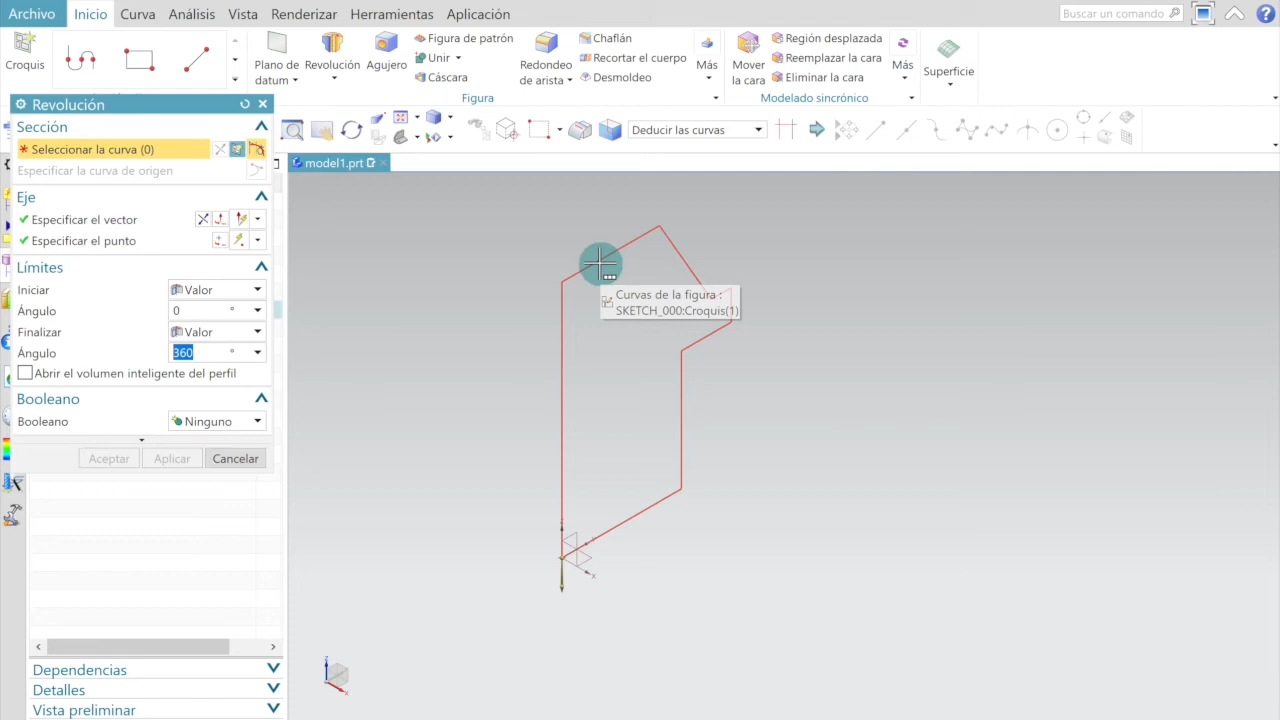 Archivo Inicio Curva Análisis Vista Renderizar Herramientas Aplicación Buscar un comando
Croquis
Plano de datum
Revolución
Agujero
Figura de patrón
Unir
Cáscara
Redondeo de arista
Chaflán
Recortar el cuerpo
Desmoldeo
Más
Mover la cara
Región desplazada
Reemplazar la cara
Eliminar la cara
Más
Superficie
Figura
Modelado sincrónico
Deducir las curvas
model1.prt
Revolución
Sección
* Seleccionar la curva (0)
Especificar la curva de origen
Eje
Especificar el vector
Especificar el punto
Límites
Iniciar Valor
Ángulo 0 °
Finalizar Valor
Ángulo 360 °
Abrir el volumen inteligente del perfil
Booleano
Booleano Ninguno
Aceptar Aplicar Cancelar
Dependencias
Detalles
Vista preliminar
Curvas de la figura :
SKETCH_000:Croquis(1)
X